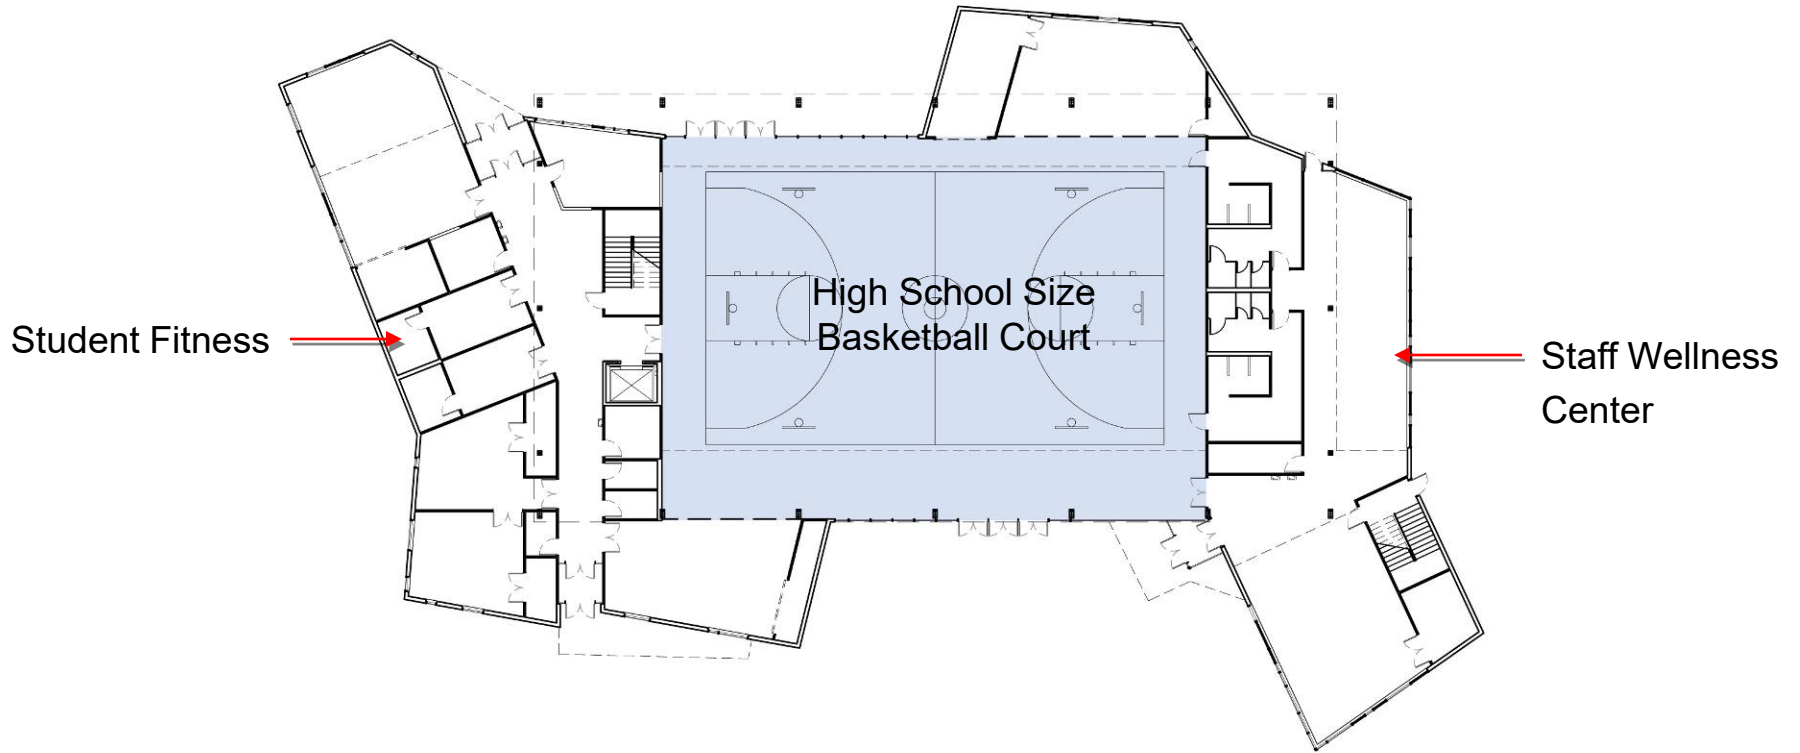 High School Size
Basketball Court
Student Fitness
Staff Wellness
Center